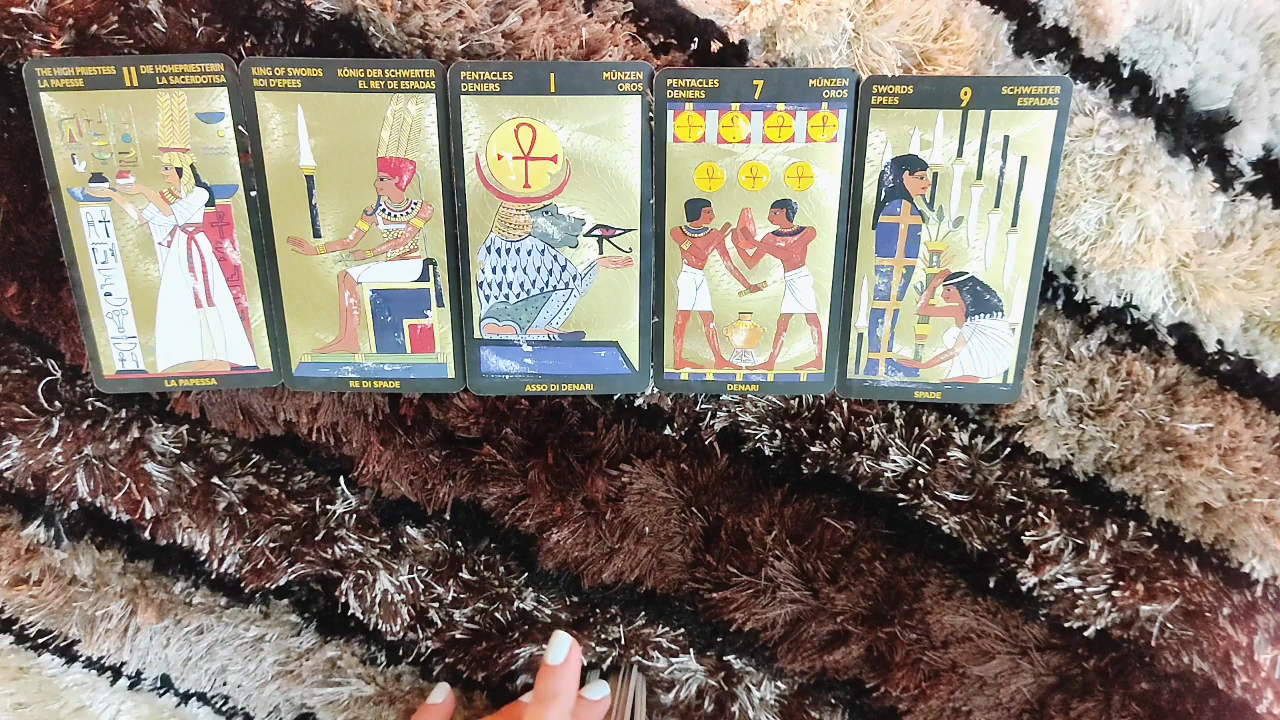 THE HIGH PRIESTESS II DIE HOHEPRIESTERIN
LA PAPESSE LA SACERDOTISA
LA PAPESSA
KING OF SWORDS KÖNIG DER SCHWERTER
ROI D'EPEES EL REY DE ESPADAS
RE DI SPADE
PENTACLES I MÜNZEN
DENIERS OROS
ASSO DI DENARI
PENTACLES 7 MÜNZEN
DENIERS OROS
DENARI
SWORDS 9 SCHWERTER
EPEES ESPADAS
SPADE